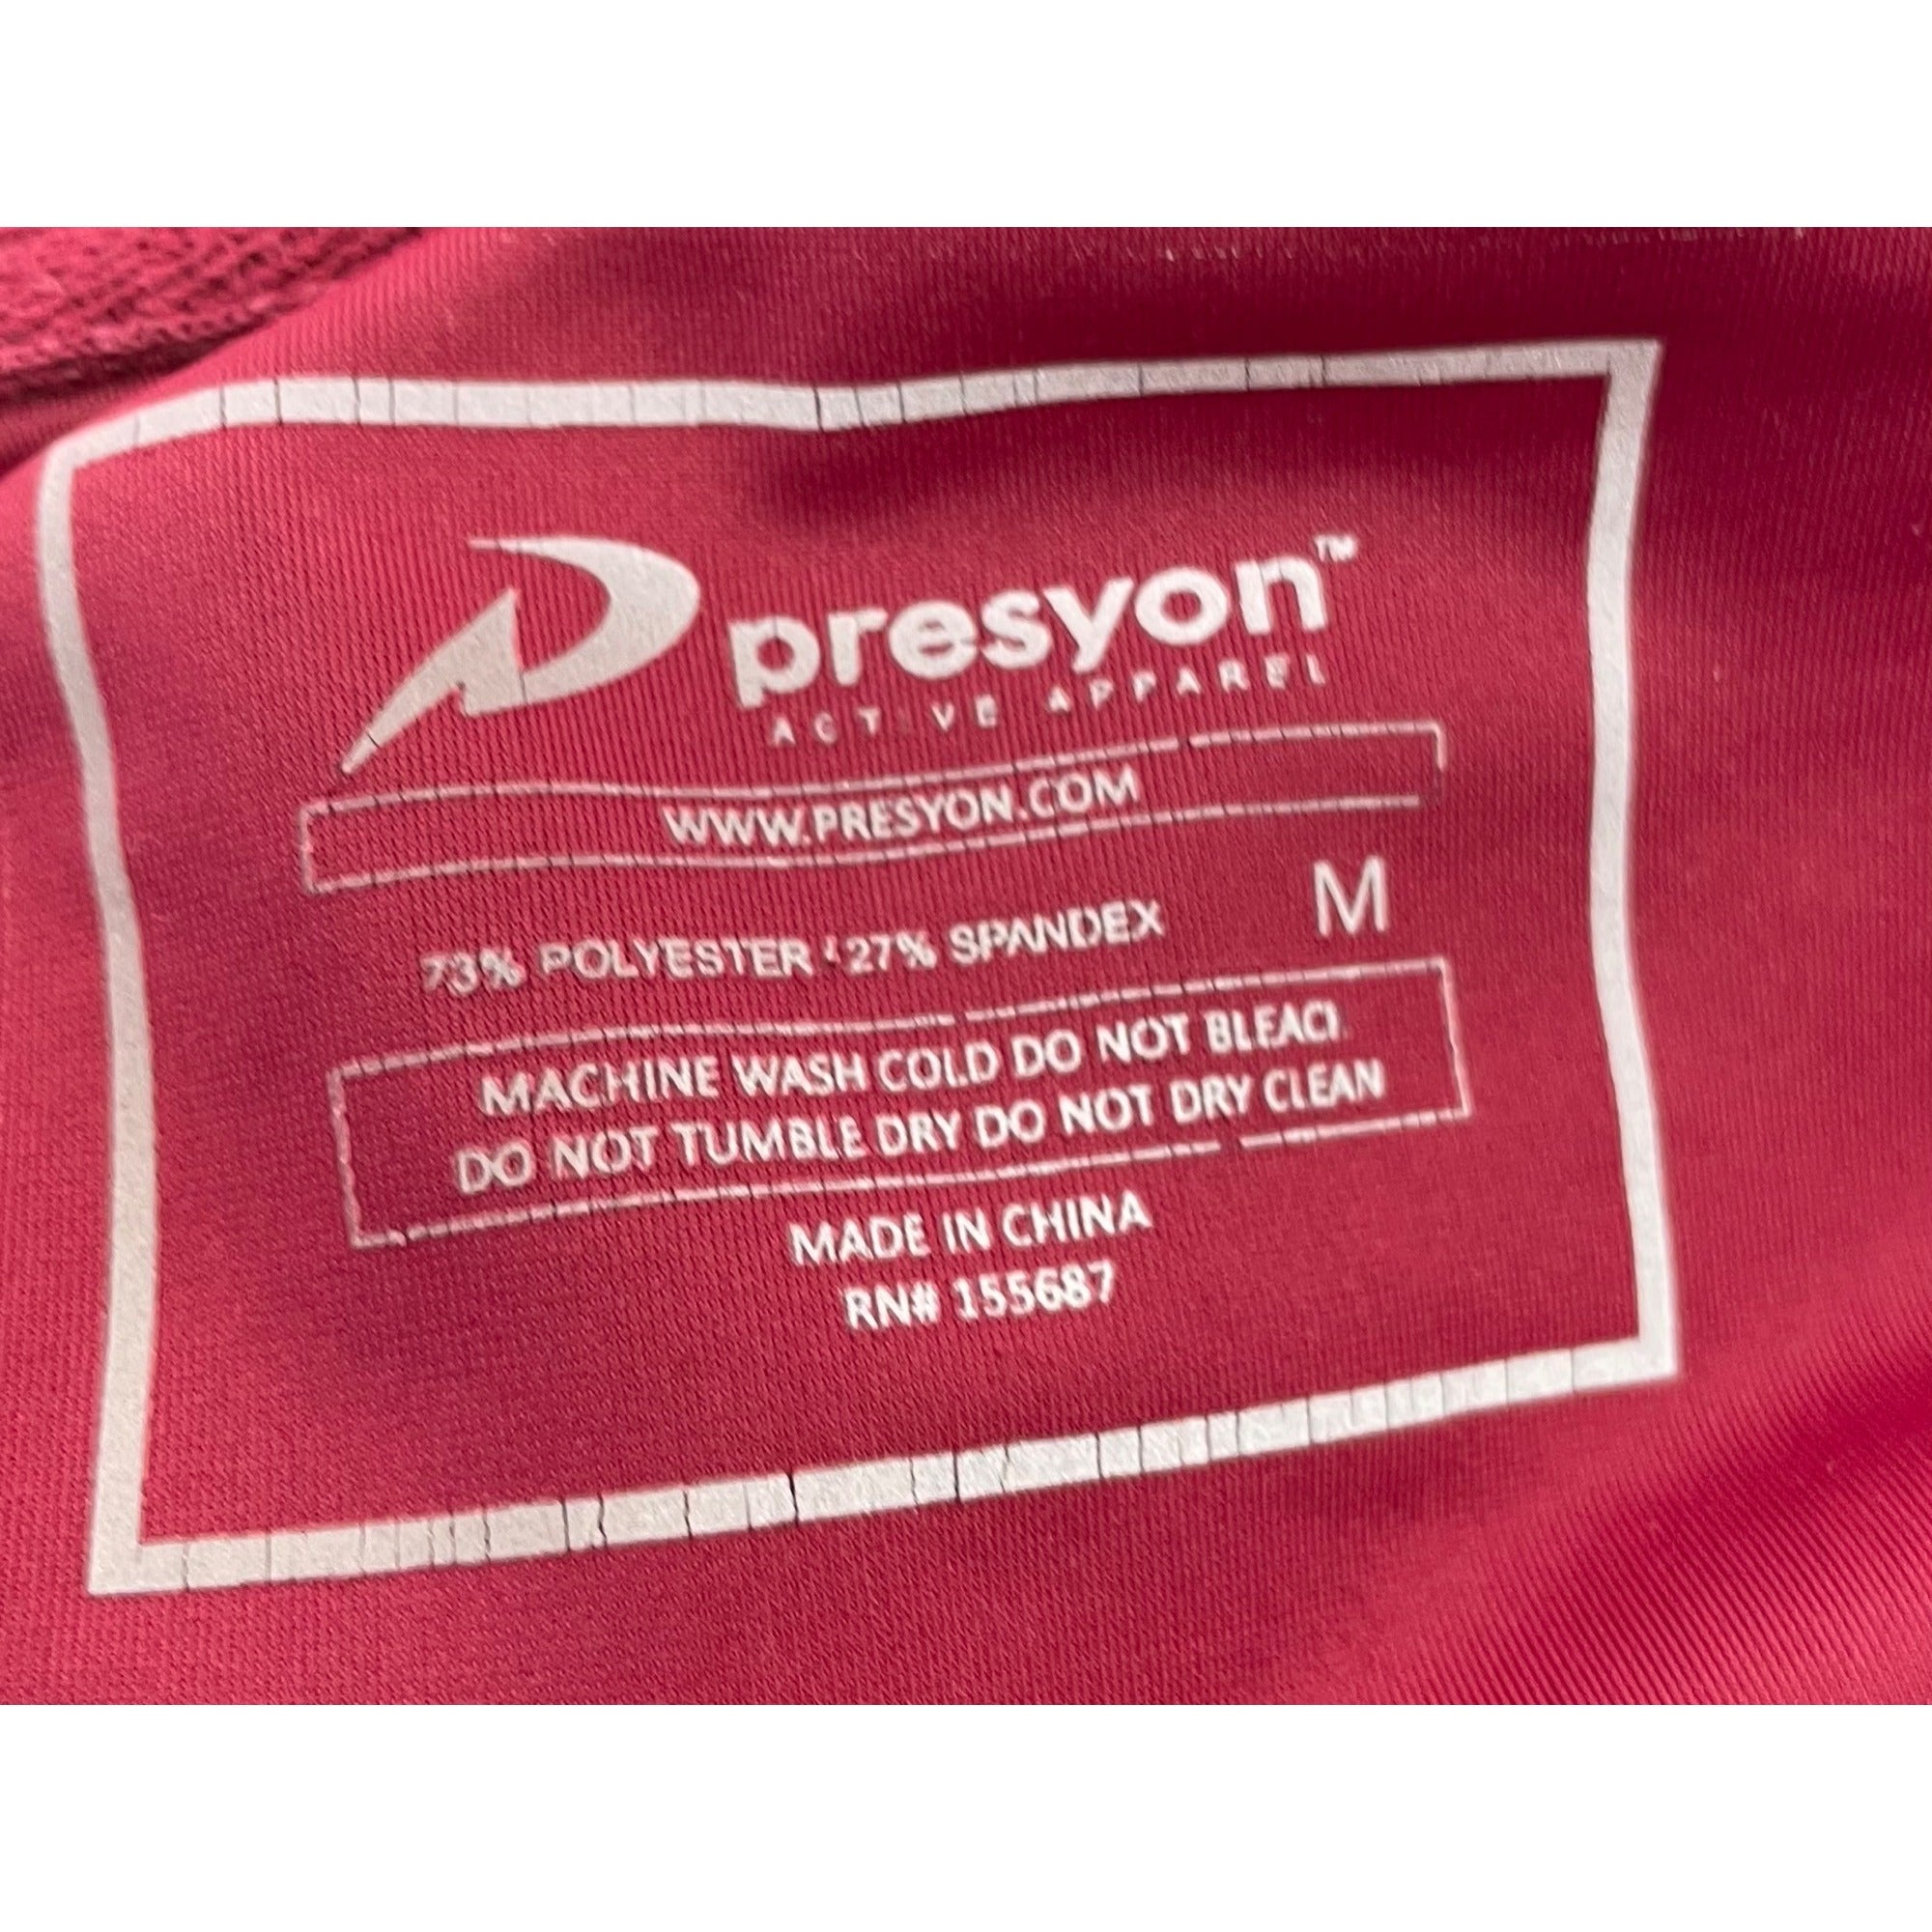 presyon™
ACTIVE APPAREL
WWW.PRESYON.COM
73% POLYESTER / 27% SPANDEX
M
MACHINE WASH COLD DO NOT BLEACH
DO NOT TUMBLE DRY DO NOT DRY CLEAN
MADE IN CHINA
RN# 155687